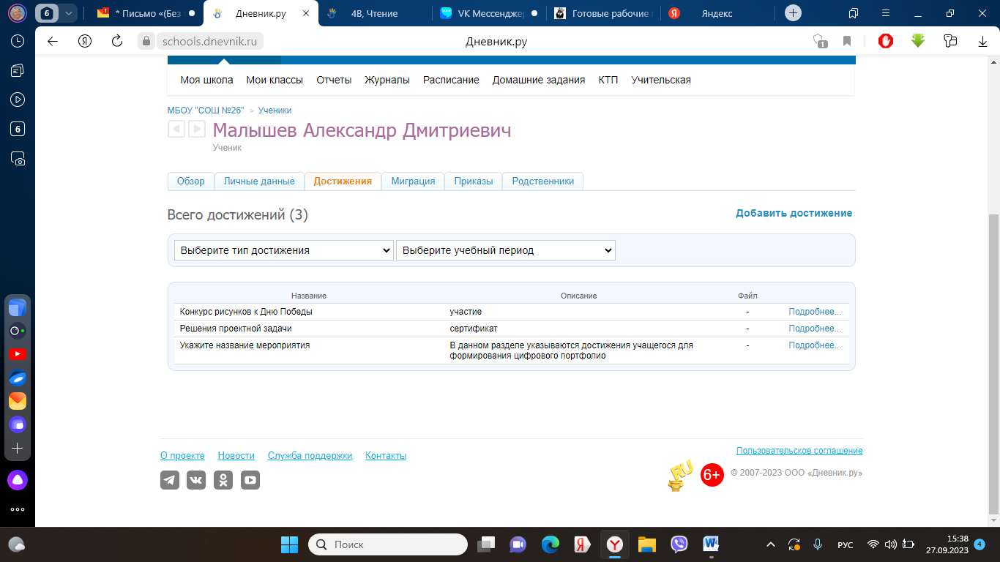 6
* Письмо «(Без
1
Дневник.ру
4В, Чтение
VK Мессенджер
Готовые рабочие п
Я
Яндекс
Я
schools.dnevnik.ru
Дневник.ру
1
6
Моя школа Мои классы Отчеты Журналы Расписание Домашние задания КТП Учительская
МБОУ "СОШ №26" > Ученики
Малышев Александр Дмитриевич
Ученик
Обзор Личные данные Достижения Миграция Приказы Родственники
Всего достижений (3)
Добавить достижение
Выберите тип достижения
Выберите учебный период
Название Описание Файл
Конкурс рисунков к Дню Победы участие - Подробнее...
Решения проектной задачи сертификат - Подробнее...
Укажите название мероприятия В данном разделе указываются достижения учащегося для - Подробнее...
формирования цифрового портфолио
О проекте Новости Служба поддержки Контакты
Пользовательское соглашение
RU
6+
© 2007-2023 ООО «Дневник.ру»
Поиск
Я
Y
W
РУС
15:38
27.09.2023
4